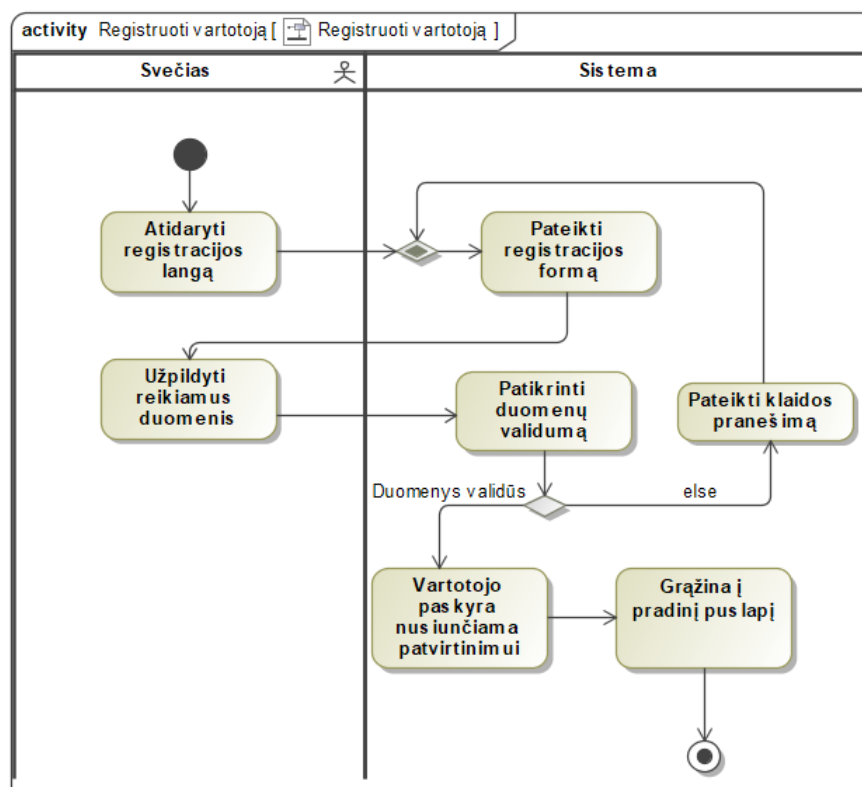 activity Registruoti vartotoją [ Registruoti vartotoją ]
Svečias
Sistema
Atidaryti
registracijos
langą
Pateikti
registracijos
formą
Užpildyti
reikiamus
duomenis
Patikrinti
duomenų
validumą
Pateikti klaidos
pranešimą
Duomenys validūs
else
Vartotojo
paskyra
nusiunčiama
patvirtinimui
Grąžina į
pradinį puslapį